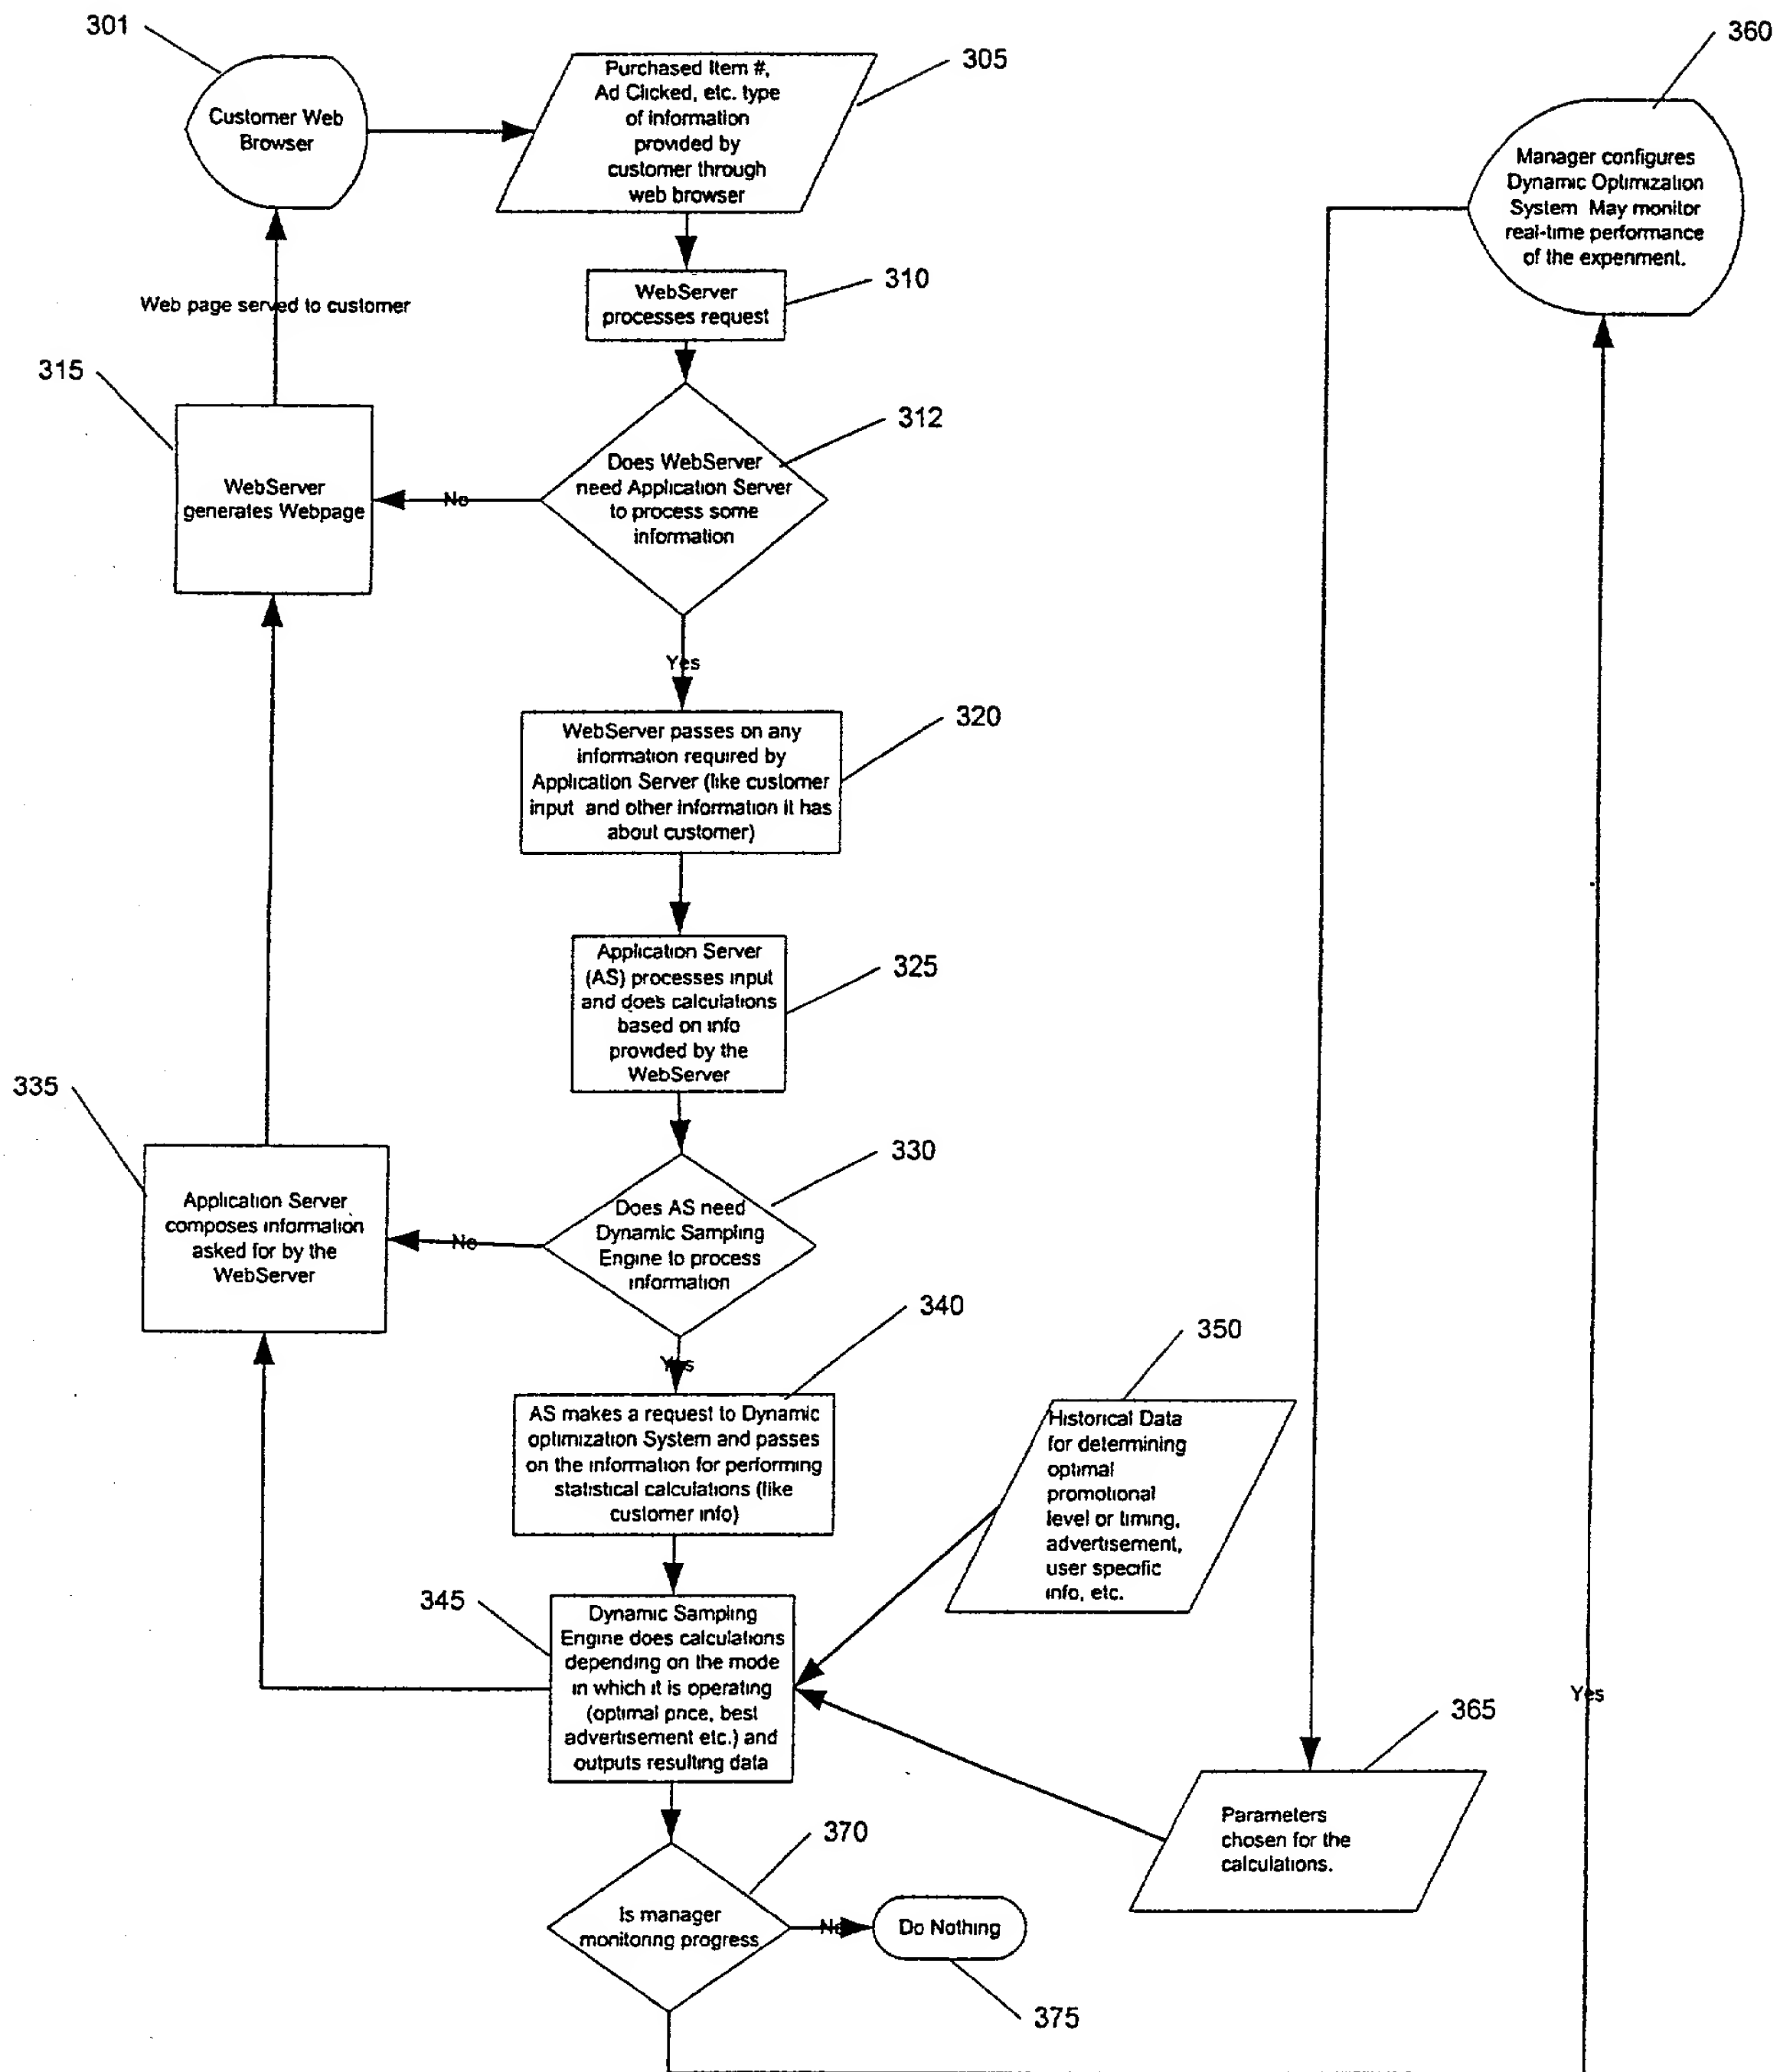 301
Customer Web
Browser
Purchased Item #,
Ad Clicked, etc. type
of information
provided by
customer through
web browser
305
360
Manager configures
Dynamic Optimization
System May monitor
real-time performance
of the experiment.
WebServer
processes request
310
Web page served to customer
315
WebServer
generates Webpage
No
Does WebServer
need Application Server
to process some
information
312
Yes
WebServer passes on any
information required by
Application Server (like customer
input and other information it has
about customer)
320
Application Server
(AS) processes input
and does calculations
based on info
provided by the
WebServer
325
335
Application Server
composes information
asked for by the
WebServer
No
Does AS need
Dynamic Sampling
Engine to process
information
330
Yes
AS makes a request to Dynamic
optimization System and passes
on the information for performing
statistical calculations (like
customer info)
340
350
Historical Data
for determining
optimal
promotional
level or timing,
advertisement,
user specific
info, etc.
345
Dynamic Sampling
Engine does calculations
depending on the mode
in which it is operating
(optimal price, best
advertisement etc.) and
outputs resulting data
Yes
365
Parameters
chosen for the
calculations.
370
Is manager
monitoring progress
No
Do Nothing
375